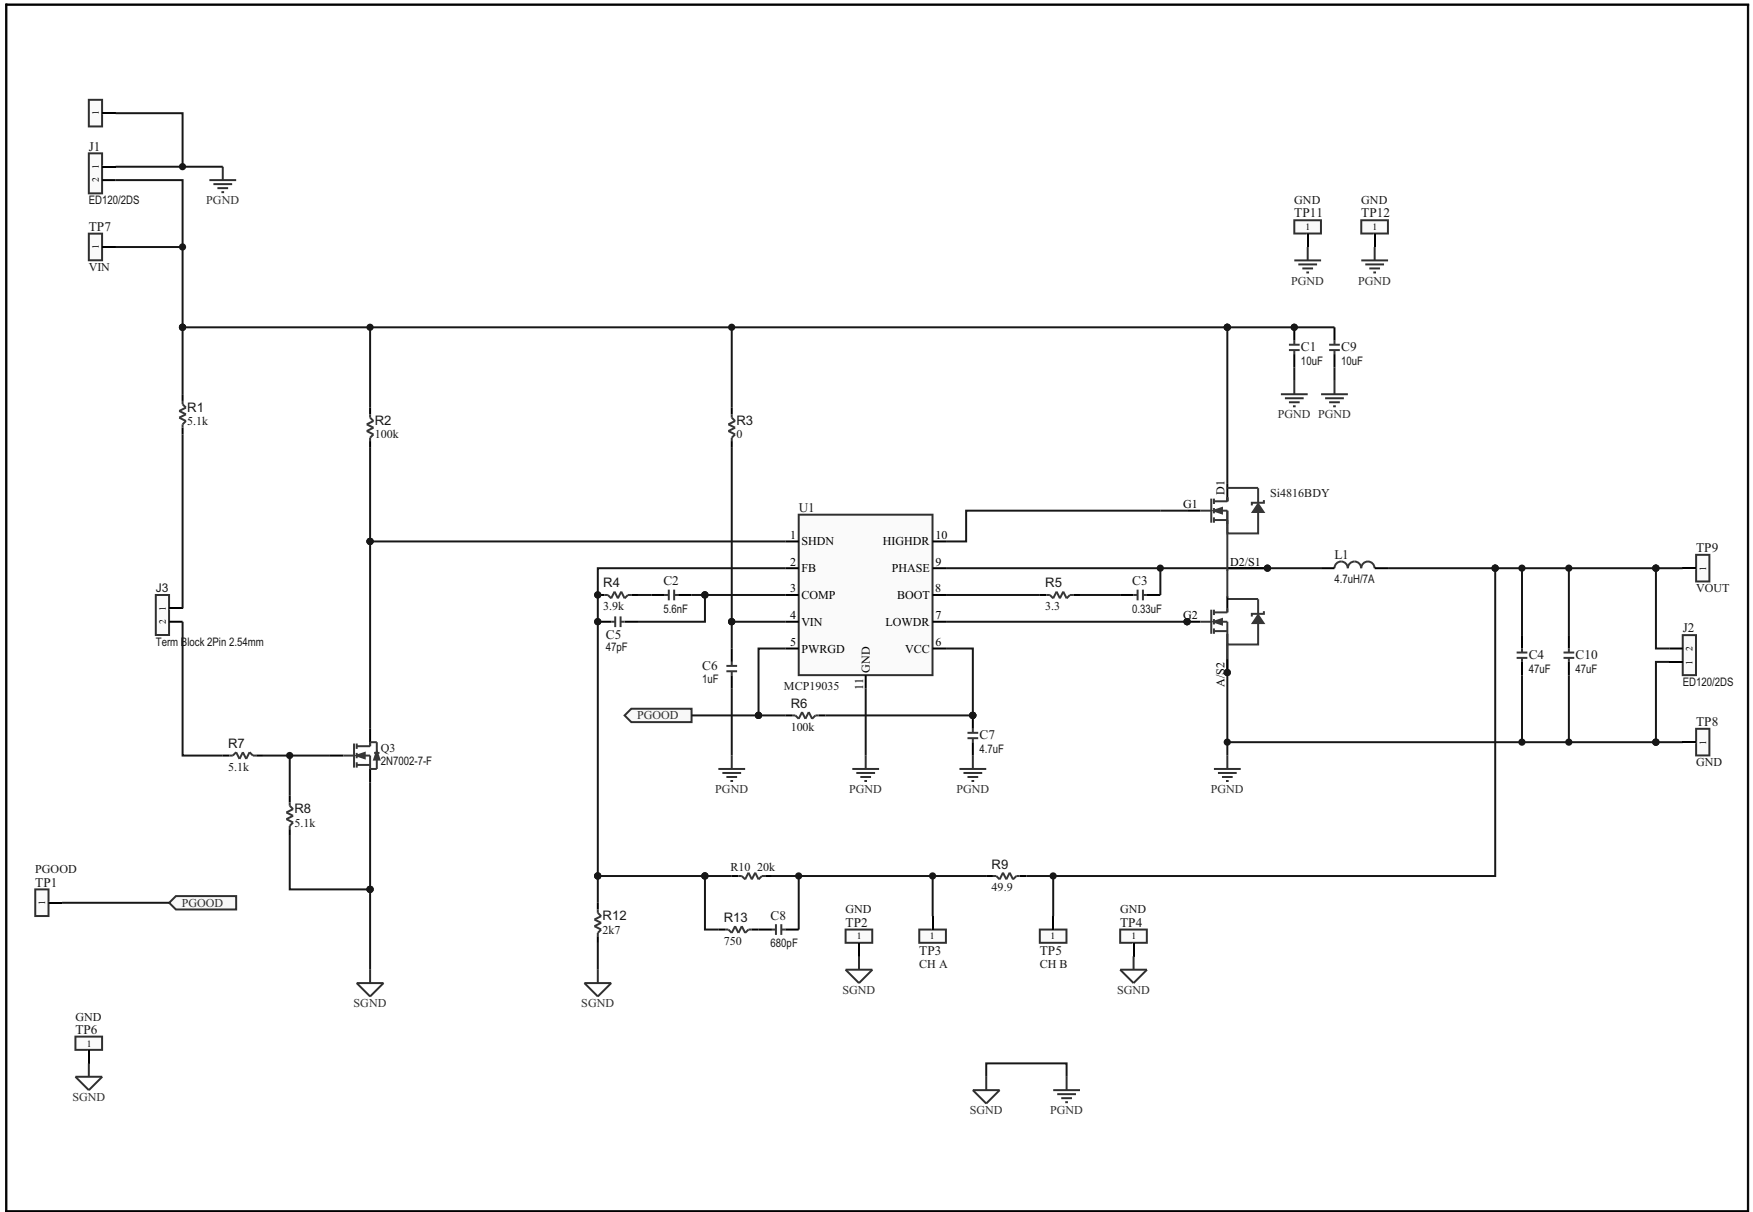 1
J1
1
2
ED120/2DS
PGND
TP7
1
VIN
GND
TP11
1
PGND
GND
TP12
1
PGND
R1
5.1k
R2
100k
R3
0
C1
10uF
C9
10uF
PGND
PGND
D1
Si4816BDY
G1
U1
1 SHDN
2 FB
3 COMP
4 VIN
5 PWRGD
HIGHDR 10
PHASE 9
BOOT 8
LOWDR 7
VCC 6
GND
11
MCP19035
D2/S1
L1
4.7uH/7A
TP9
1
VOUT
R4
3.9k
C2
5.6nF
C5
47pF
R5
3.3
C3
0.33uF
G2
A/S2
J3
1
2
Term Block 2Pin 2.54mm
C6
1uF
C4
47uF
C10
47uF
J2
2
1
ED120/2DS
PGOOD
R6
100k
C7
4.7uF
TP8
1
GND
R7
5.1k
Q3
2N7002-7-F
PGND
PGND
PGND
PGND
R8
5.1k
PGOOD
TP1
1
PGOOD
R10 20k
R9
49.9
R12
2k7
R13
750
C8
680pF
GND
TP2
1
SGND
1
TP3
CH A
1
TP5
CH B
GND
TP4
1
SGND
SGND
SGND
GND
TP6
1
SGND
SGND
PGND